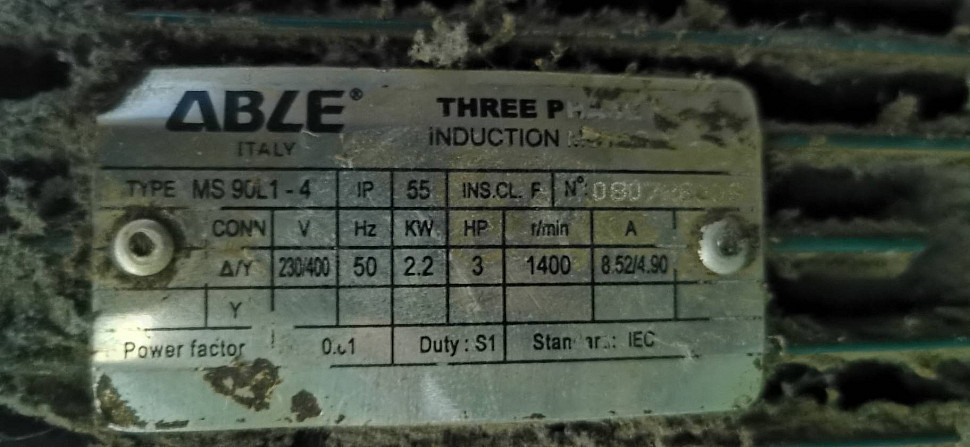 ABLE®
ITALY
THREE
INDUCTION
TYPE MS 90L1-4 IP 55 INS.CL. F Nº:
CONN V Hz KW HP r/min A
Δ/Y 230/400 50 2.2 3 1400 8.52/4.90
Y
Power factor Duty : S1 IEC